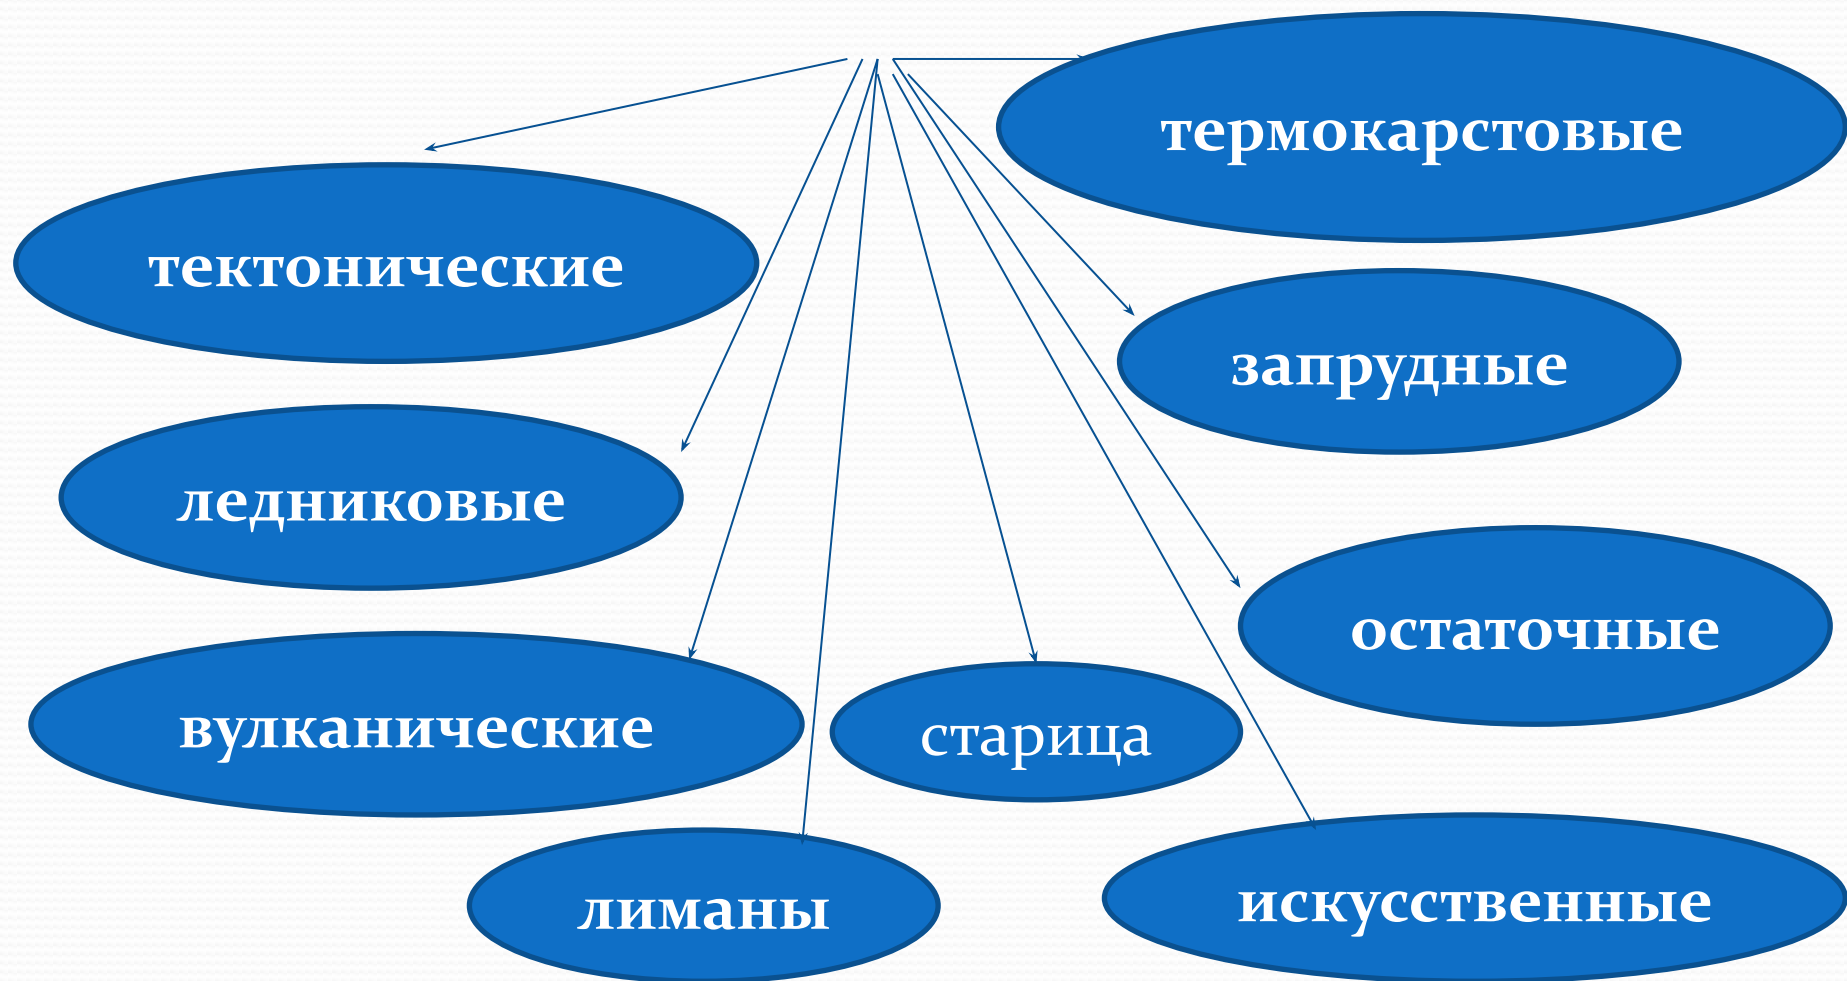 термокарстовые
тектонические
запрудные
ледниковые
остаточные
вулканические
старица
лиманы
искусственные